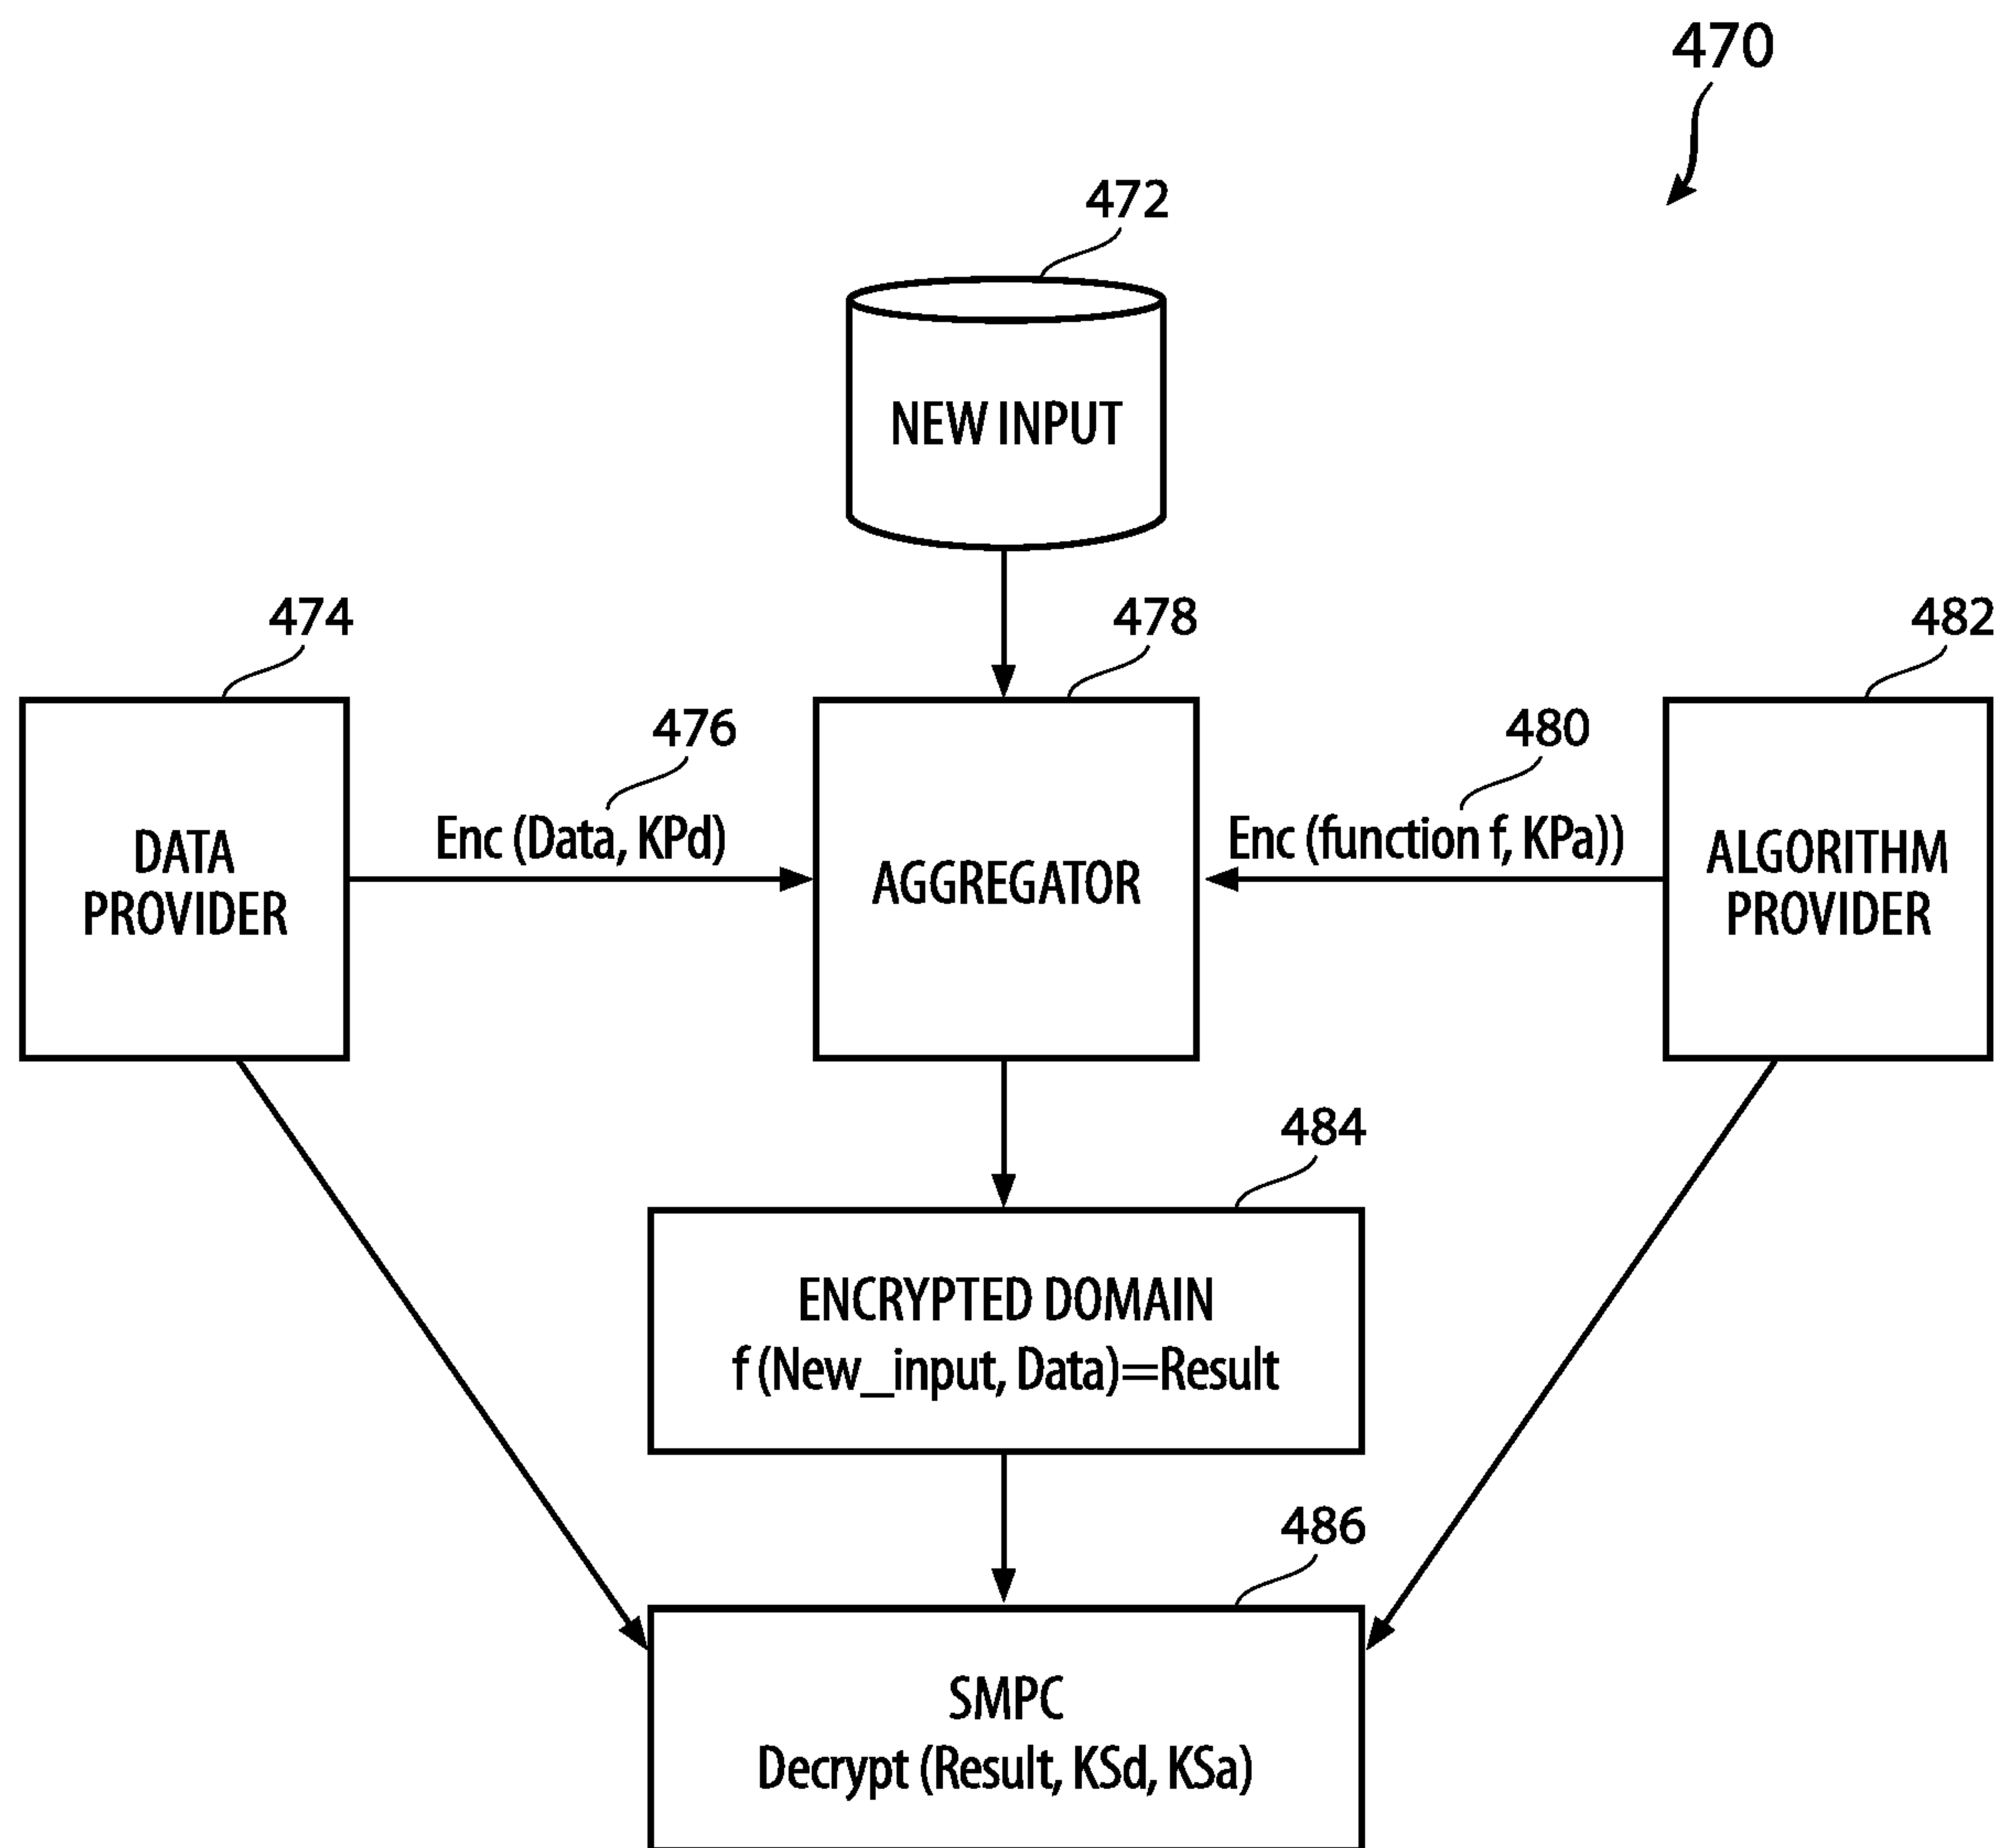 470
472
NEW INPUT
474
478
482
476
480
DATA
PROVIDER
Enc (Data, KPd)
AGGREGATOR
Enc (function f, KPa))
ALGORITHM
PROVIDER
484
ENCRYPTED DOMAIN
f (New_input, Data)=Result
486
SMPC
Decrypt (Result, KSd, KSa)